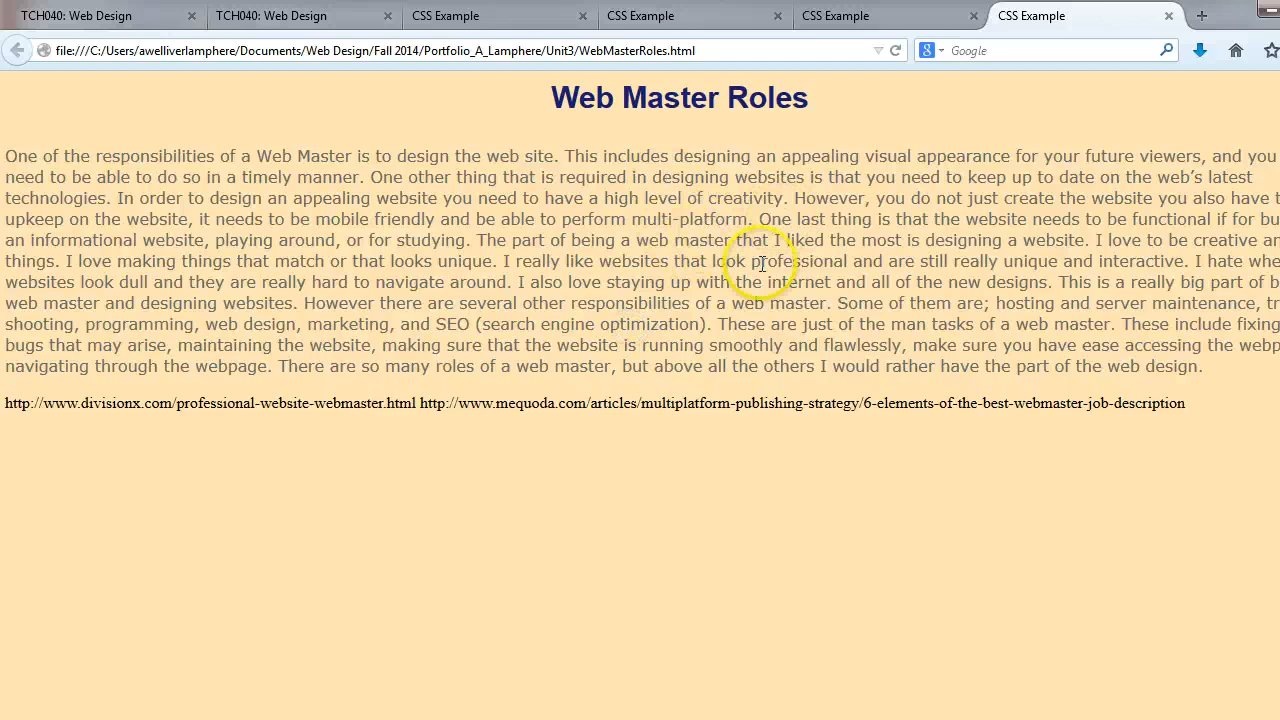 TCH040: Web Design × TCH040: Web Design × CSS Example × CSS Example × CSS Example × CSS Example × +
file:///C:/Users/awelliverlamphere/Documents/Web Design/Fall 2014/Portfolio_A_Lamphere/Unit3/WebMasterRoles.html Google
Web Master Roles
One of the responsibilities of a Web Master is to design the web site. This includes designing an appealing visual appearance for your future viewers, and you
need to be able to do so in a timely manner. One other thing that is required in designing websites is that you need to keep up to date on the web’s latest
technologies. In order to design an appealing website you need to have a high level of creativity. However, you do not just create the website you also have t
upkeep on the website, it needs to be mobile friendly and be able to perform multi-platform. One last thing is that the website needs to be functional if for bu
an informational website, playing around, or for studying. The part of being a web master that I liked the most is designing a website. I love to be creative an
things. I love making things that match or that looks unique. I really like websites that look professional and are still really unique and interactive. I hate whe
websites look dull and they are really hard to navigate around. I also love staying up with the internet and all of the new designs. This is a really big part of b
web master and designing websites. However there are several other responsibilities of a web master. Some of them are; hosting and server maintenance, tr
shooting, programming, web design, marketing, and SEO (search engine optimization). These are just of the man tasks of a web master. These include fixing
bugs that may arise, maintaining the website, making sure that the website is running smoothly and flawlessly, make sure you have ease accessing the webp
navigating through the webpage. There are so many roles of a web master, but above all the others I would rather have the part of the web design.
http://www.divisionx.com/professional-website-webmaster.html http://www.mequoda.com/articles/multiplatform-publishing-strategy/6-elements-of-the-best-webmaster-job-description